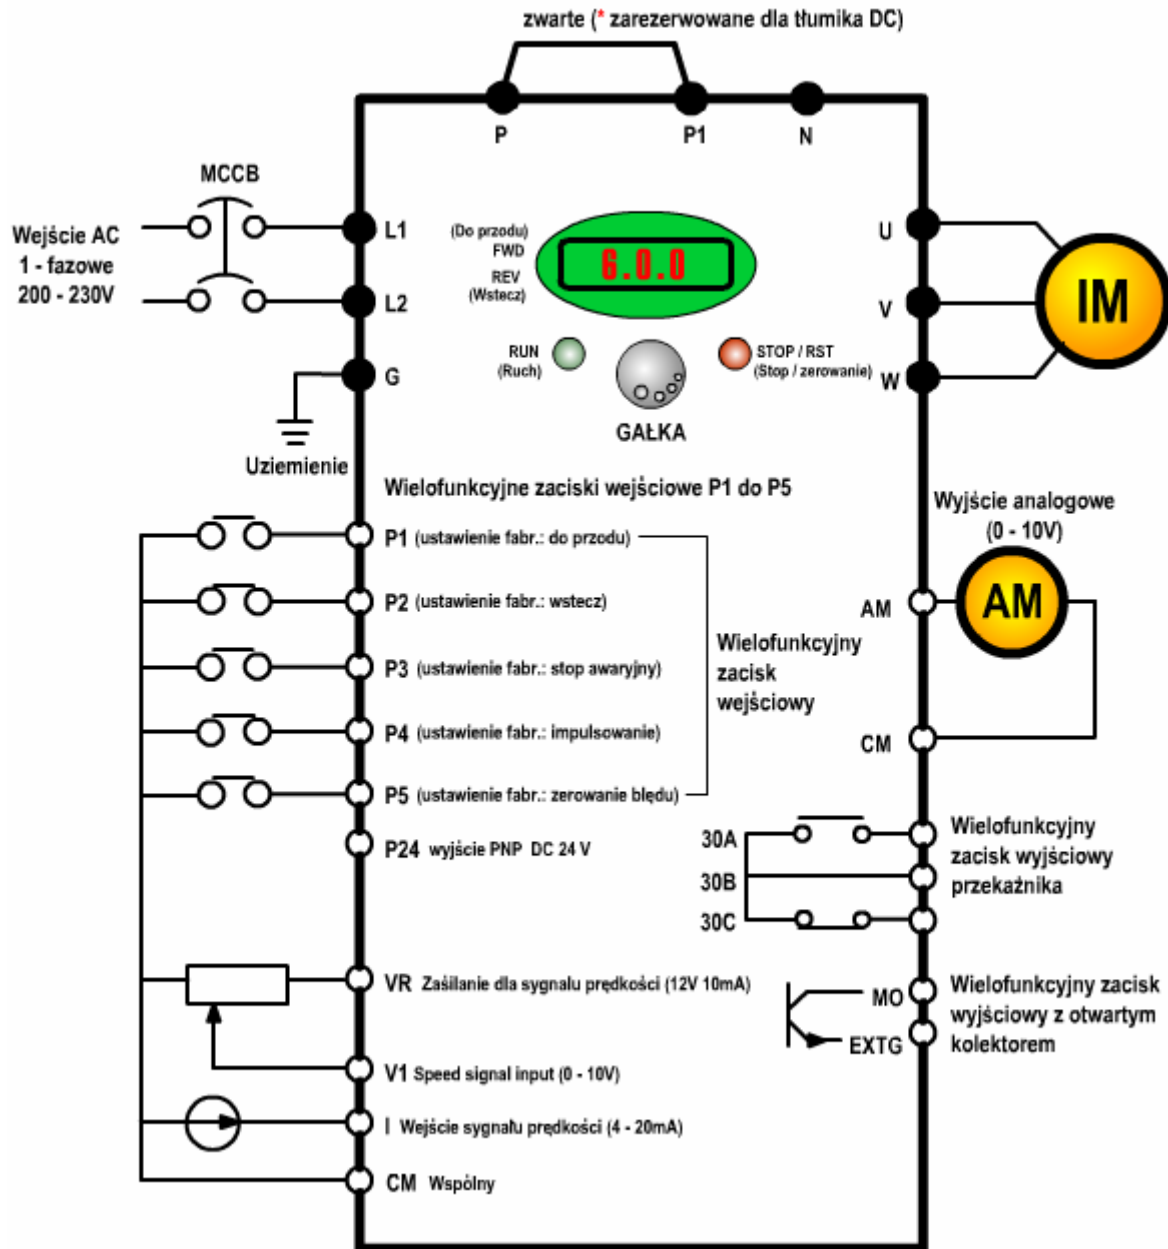 zwarte (* zarezerwowane dla tłumika DC)
P
P1
N
MCCB
Wejście AC
1 - fazowe
200 - 230V
L1
L2
G
Uziemienie
(Do przodu)
FWD
REV
(Wstecz)
6.0.0
RUN
(Ruch)
STOP / RST
(Stop / zerowanie)
GAŁKA
U
V
W
IM
Wielofunkcyjne zaciski wejściowe P1 do P5
P1 (ustawienie fabr.: do przodu)
P2 (ustawienie fabr.: wstecz)
P3 (ustawienie fabr.: stop awaryjny)
P4 (ustawienie fabr.: impulsowanie)
P5 (ustawienie fabr.: zerowanie błędu)
Wielofunkcyjny
zacisk
wejściowy
P24 wyjście PNP DC 24 V
VR Zaśilanie dla sygnału prędkości (12V 10mA)
V1 Speed signal input (0 - 10V)
I Wejście sygnału prędkości (4 - 20mA)
CM Wspólny
Wyjście analogowe
(0 - 10V)
AM
AM
CM
30A
30B
30C
Wielofunkcyjny
zacisk wyjściowy
przekaźnika
MO
EXTG
Wielofunkcyjny zacisk
wyjściowy z otwartym
kolektorem